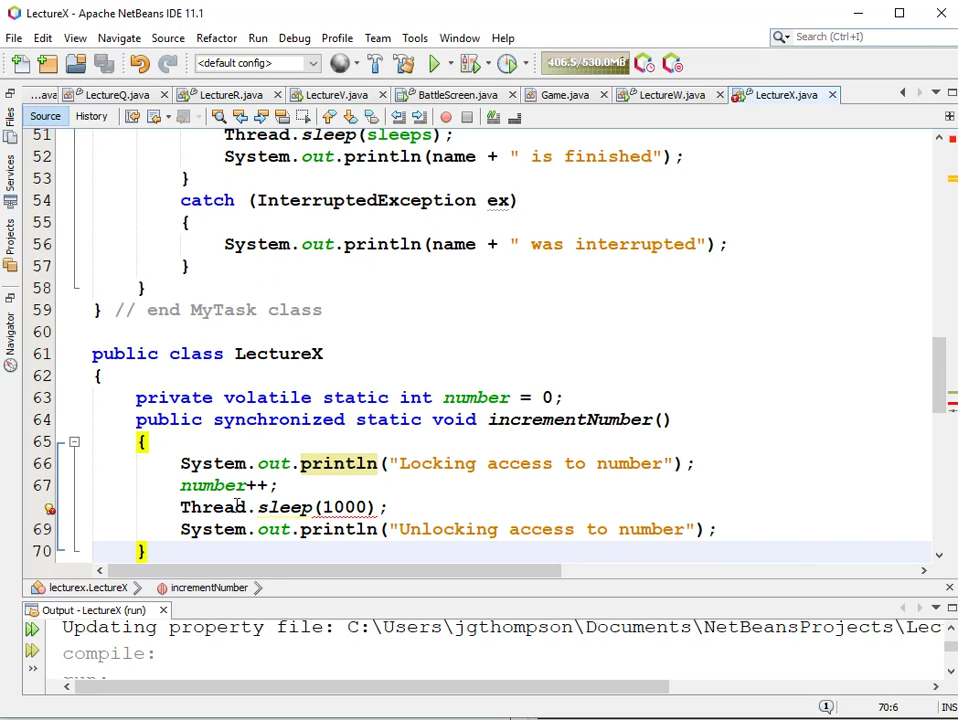 LectureX - Apache NetBeans IDE 11.1
File Edit View Navigate Source Refactor Run Debug Profile Team Tools Window Help
Search (Ctrl+I)
<default config>
406.5/530.0MB
...ava LectureQ.java LectureR.java LectureV.java BattleScreen.java Game.java LectureW.java LectureX.java
Source History
Files
Services
Projects
Navigator
51 Thread.sleep(sleeps);
52 System.out.println(name + " is finished");
53 }
54 catch (InterruptedException ex)
55 {
56 System.out.println(name + " was interrupted");
57 }
58 }
59 } // end MyTask class
60
61 public class LectureX
62 {
63 private volatile static int number = 0;
64 public synchronized static void incrementNumber()
65 {
66 System.out.println("Locking access to number");
67 number++;
Thread.sleep(1000);
69 System.out.println("Unlocking access to number");
70 }
lecturex.LectureX incrementNumber
Output - LectureX (run)
Updating property file: C:\Users\jgthompson\Documents\NetBeansProjects\Lec
compile:
run:
1 70:6 INS